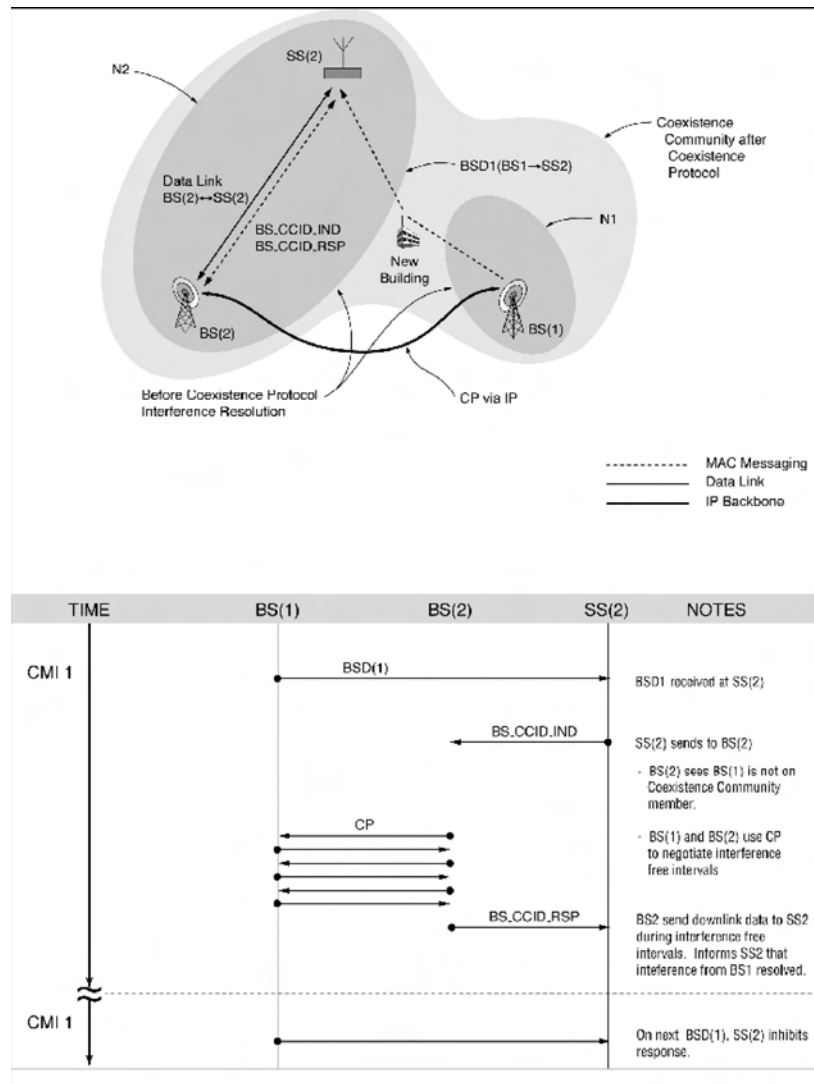 SS(2)
N2
Coexistence
Community after
Coexistence
Protocol
BSD1(BS1→SS2)
Data Link
BS(2)↔SS(2)
N1
BS_CCID_IND
BS_CCID_RSP
New
Building
BS(2)
BS(1)
Before Coexistence Protocol
Interference Resolution
CP via IP
MAC Messaging
Data Link
IP Backbone
TIME BS(1) BS(2) SS(2) NOTES
CMI 1
BSD(1)
BSD1 received at SS(2)
BS_CCID_IND
SS(2) sends to BS(2)
- BS(2) sees BS(1) is not on
Coexistence Community
member.
CP
- BS(1) and BS(2) use CP
to negotiate interference
free intervals
BS_CCID_RSP
BS2 send downlink data to SS2
during interference free
intervals. Informs SS2 that
inteference from BS1 resolved.
CMI 1
On next BSD(1), SS(2) inhibits
response.